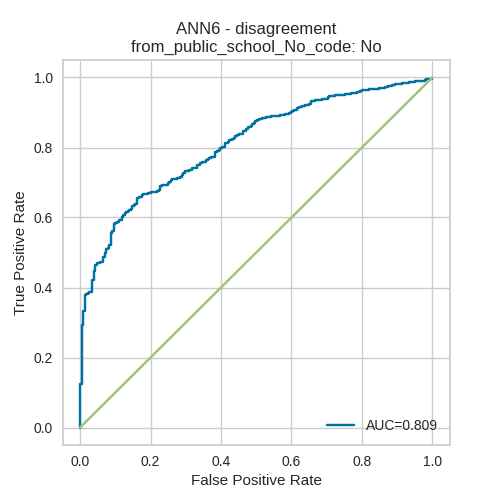 ANN6 - disagreement
from_public_school_No_code: No
True Positive Rate
1.0
0.8
0.6
0.4
0.2
0.0
AUC=0.809
0.0 0.2 0.4 0.6 0.8 1.0
False Positive Rate